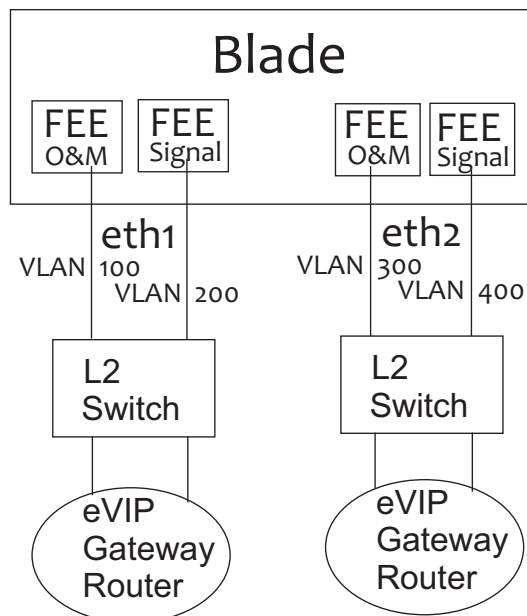 Blade
FEE
O&M
FEE
Signal
FEE
O&M
FEE
Signal
eth1
eth2
VLAN 100
VLAN 200
VLAN 300
VLAN 400
L2
Switch
L2
Switch
eVIP
Gateway
Router
eVIP
Gateway
Router